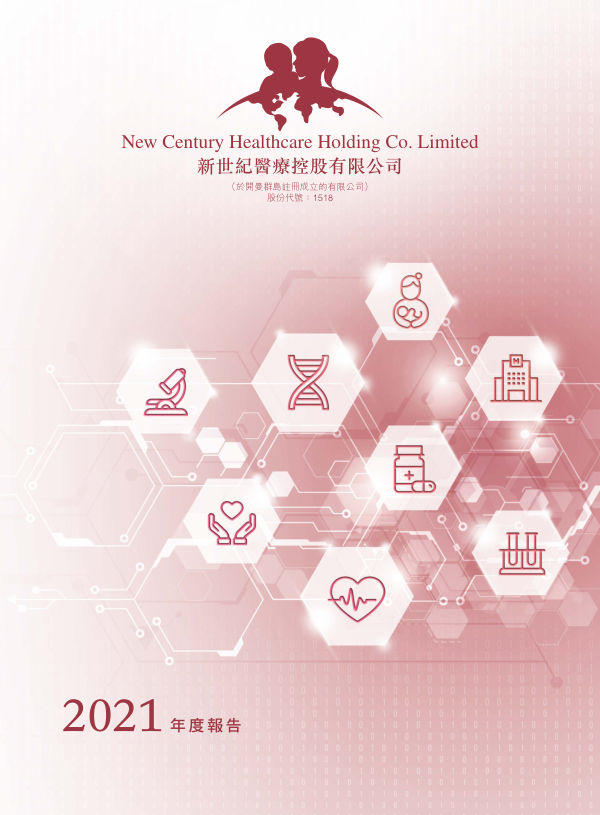 New Century Healthcare Holding Co. Limited
新世紀醫療控股有限公司
（於開曼群島註冊成立的有限公司）
股份代號：1518
M
2021 年度報告